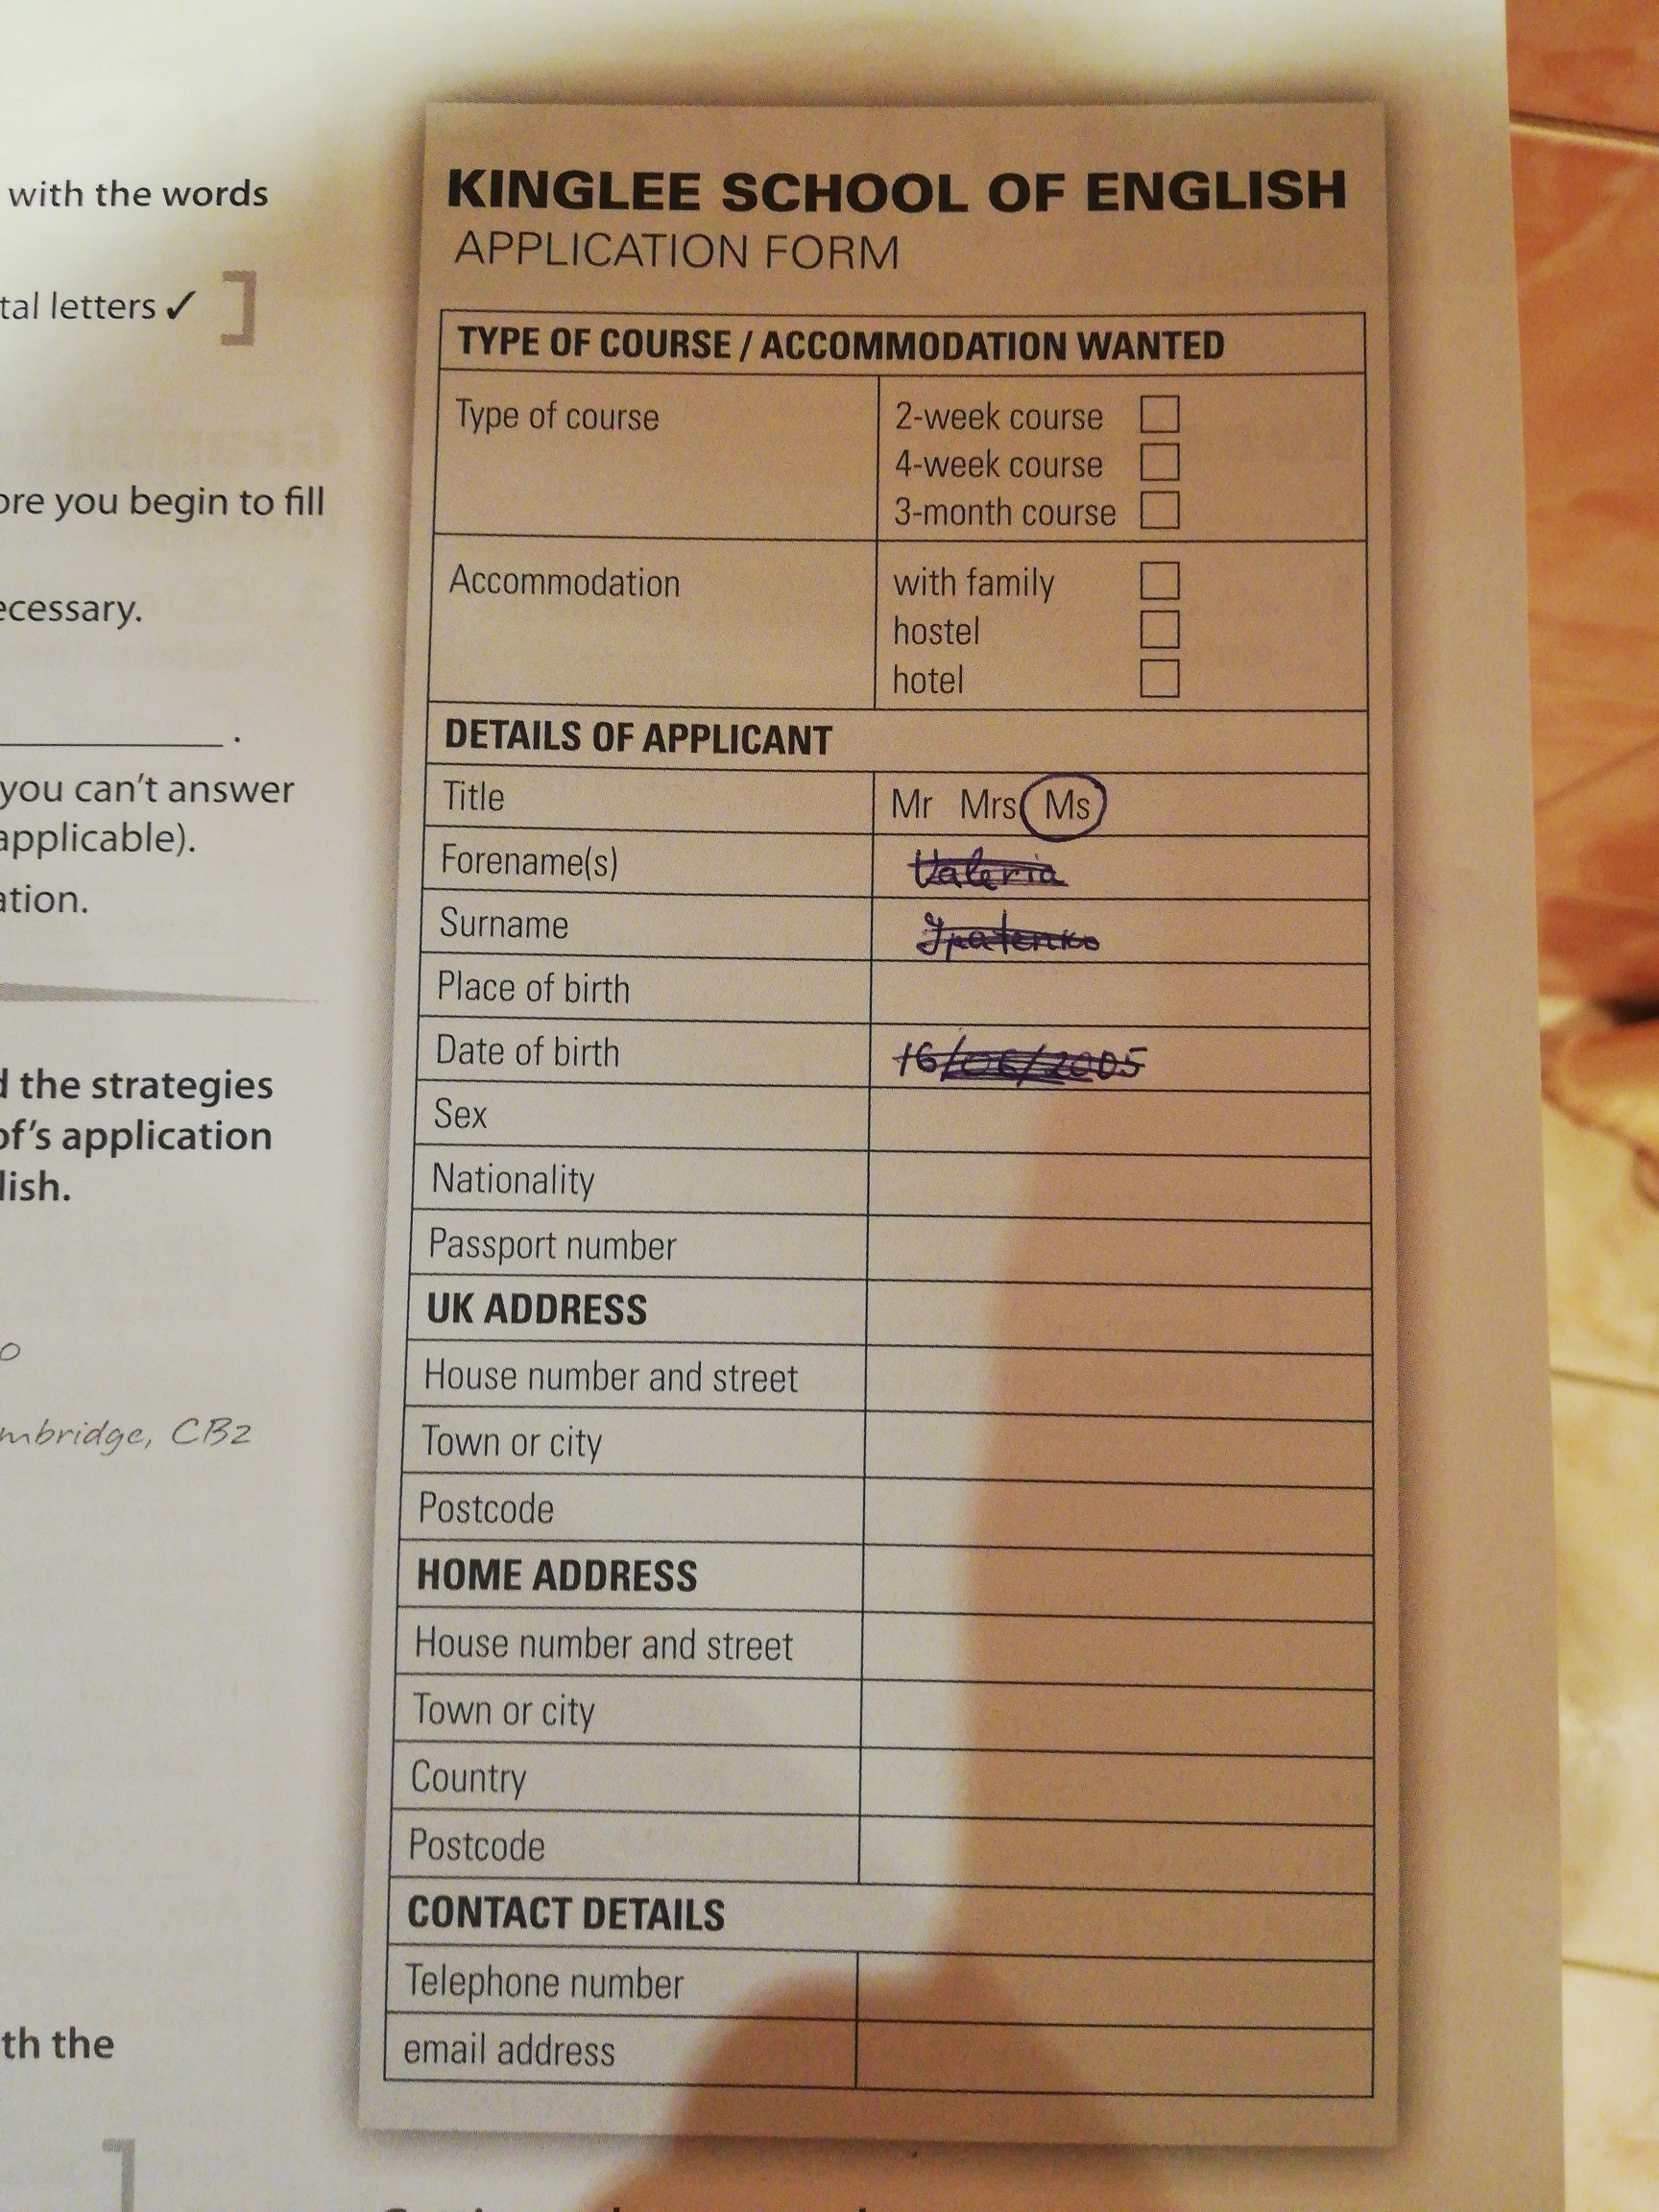 with the words
tal letters ✓ ]
ore you begin to fill
ecessary.
.
you can't answer
applicable).
ation.
d the strategies
of's application
lish.
o
mbridge, CB2
th the
]
KINGLEE SCHOOL OF ENGLISH
APPLICATION FORM
TYPE OF COURSE / ACCOMMODATION WANTED
Type of course 2-week course
4-week course
3-month course
Accommodation with family
hostel
hotel
DETAILS OF APPLICANT
Title Mr Mrs Ms
Forename(s) Valeria
Surname
Place of birth
Date of birth 16/06/2005
Sex
Nationality
Passport number
UK ADDRESS
House number and street
Town or city
Postcode
HOME ADDRESS
House number and street
Town or city
Country
Postcode
CONTACT DETAILS
Telephone number
email address